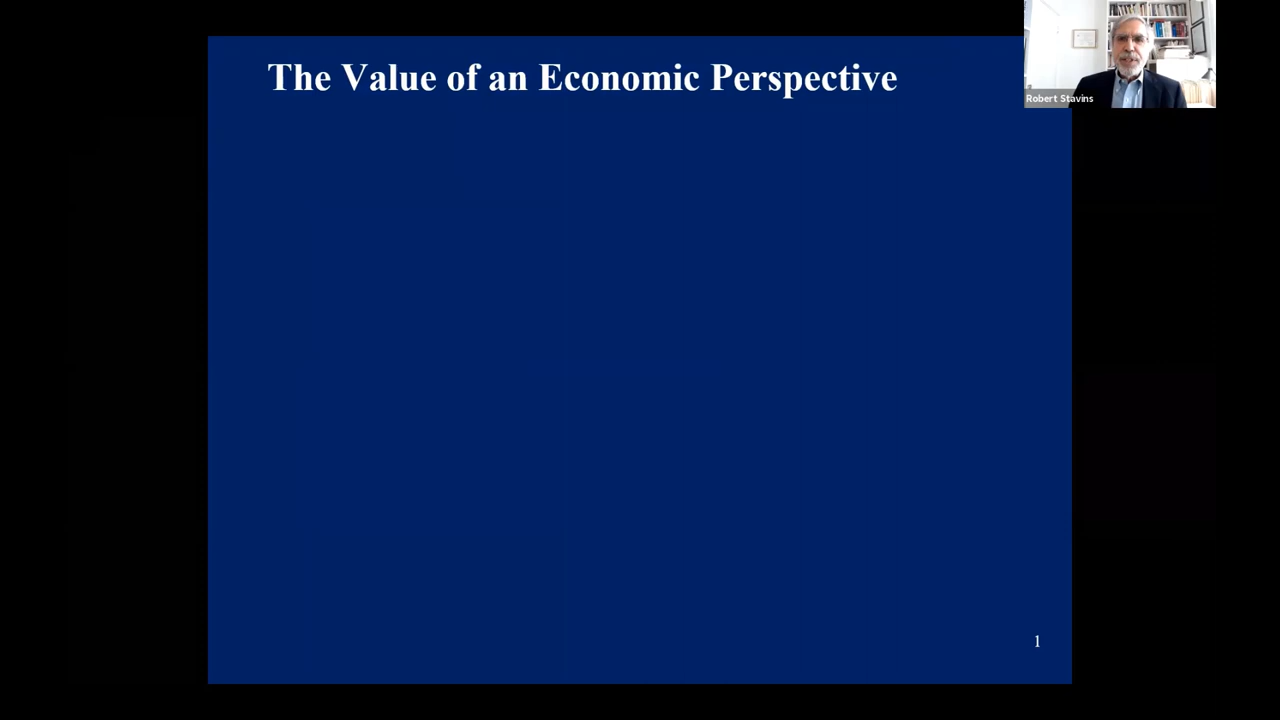 The Value of an Economic Perspective
Robert Stavins
1